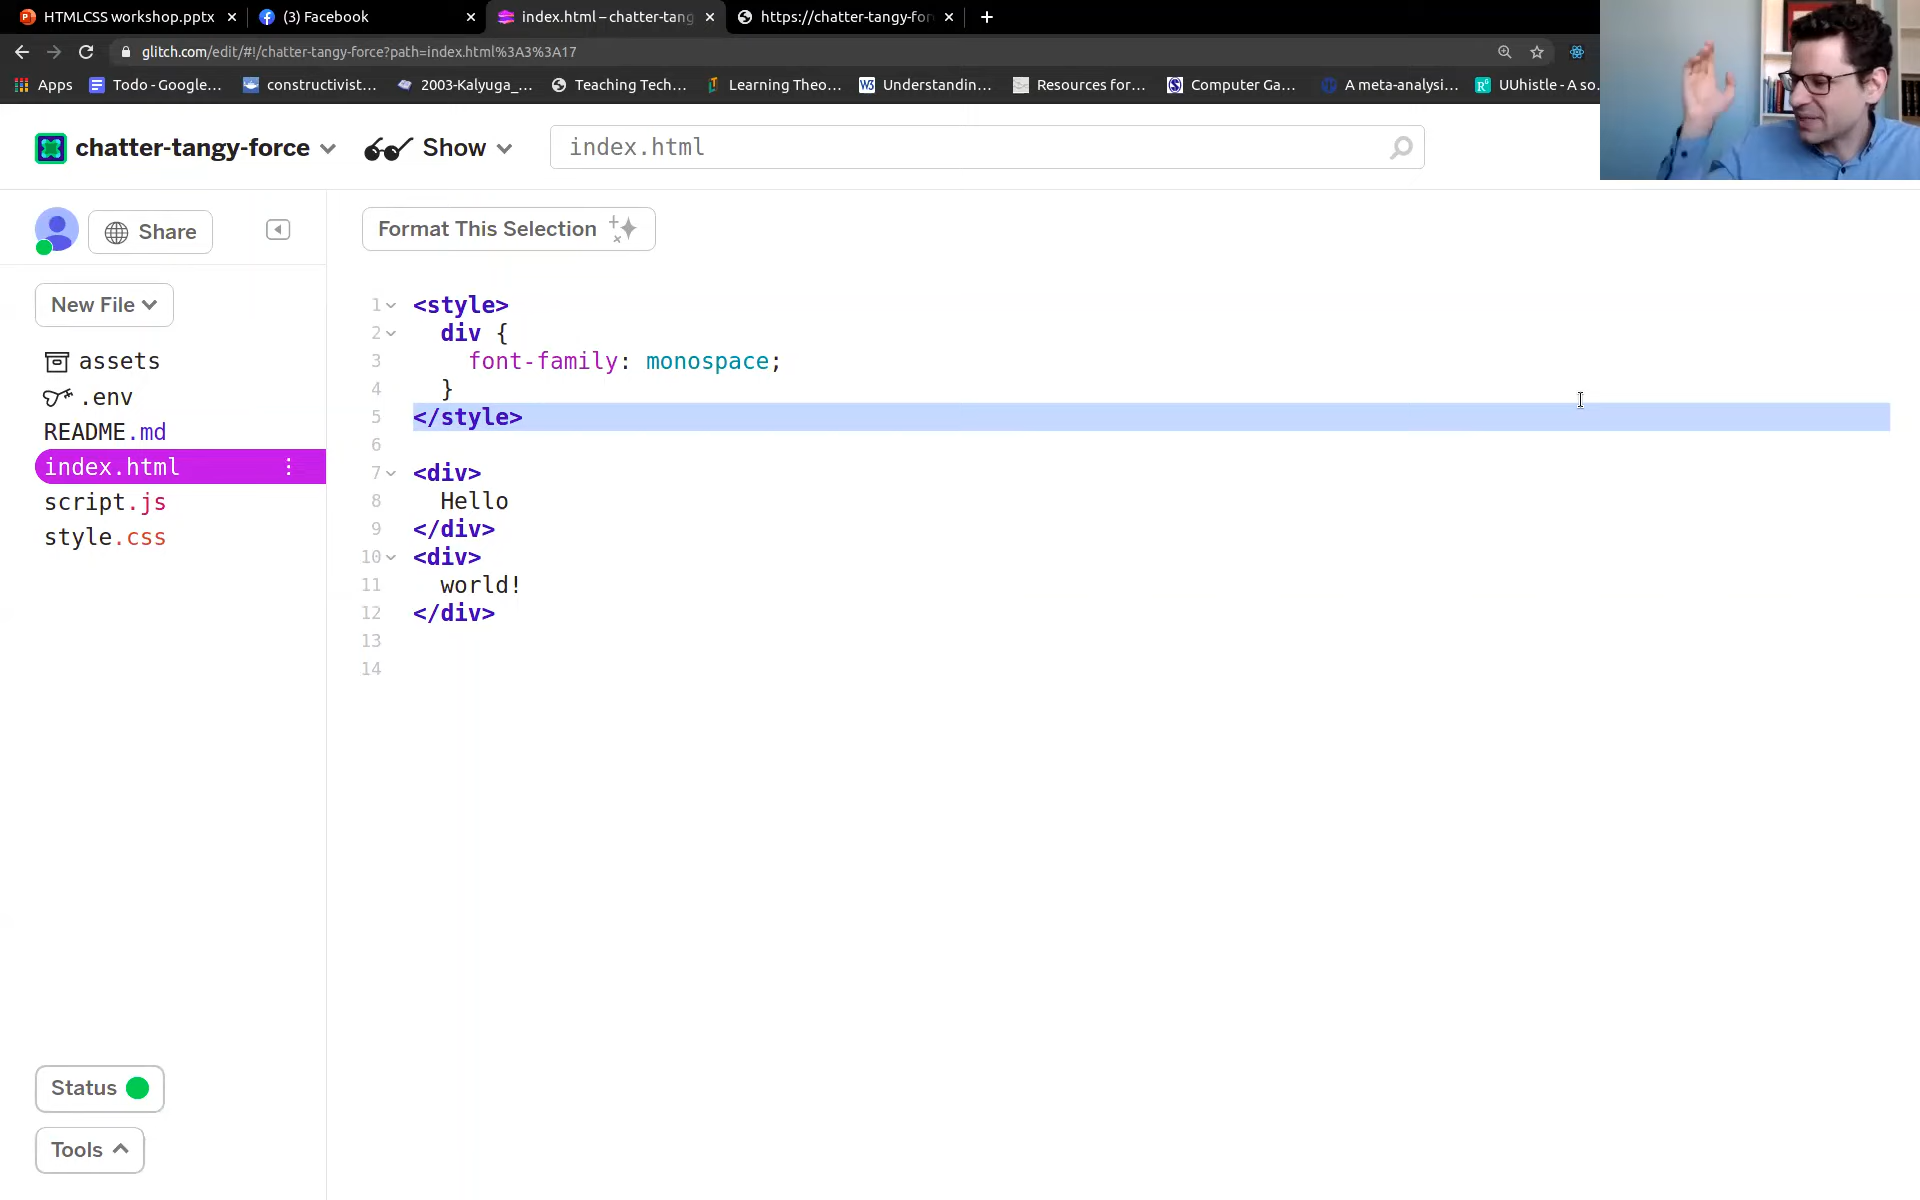 HTMLCSS workshop.pptx
(3) Facebook
index.html – chatter-tang
https://chatter-tangy-for
glitch.com/edit/#!/chatter-tangy-force?path=index.html%3A3%3A17
Apps
Todo - Google...
constructivist...
2003-Kalyuga_...
Teaching Tech...
Learning Theo...
Understandin...
Resources for...
Computer Ga...
A meta-analysi...
UUhistle - A so.
chatter-tangy-force
Show
index.html
Share
Format This Selection
New File
assets
.env
README.md
index.html
script.js
style.css
1 <style>
2 div {
3 font-family: monospace;
4 }
5 </style>
6
7 <div>
8 Hello
9 </div>
10 <div>
11 world!
12 </div>
13
14
Status
Tools